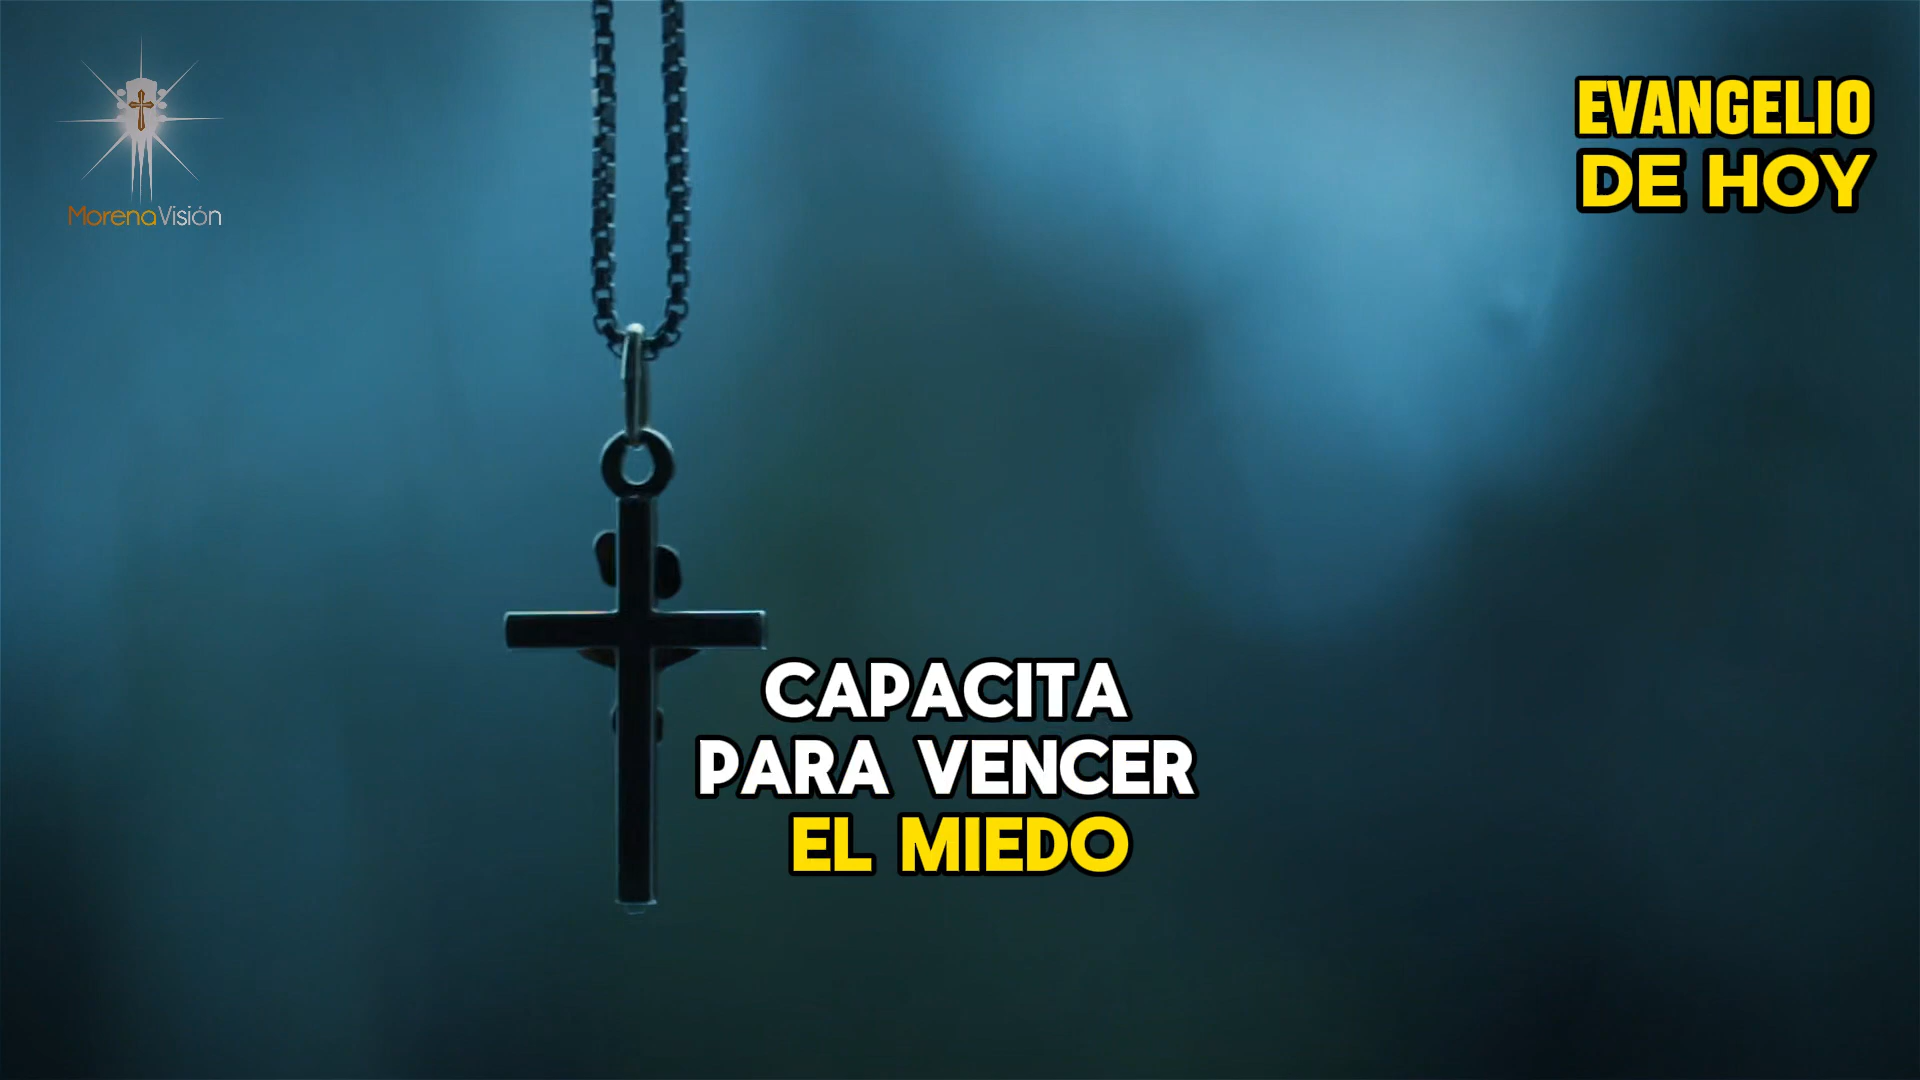 MorenaVisión
EVANGELIO
DE HOY
CAPACITA
PARA VENCER
EL MIEDO